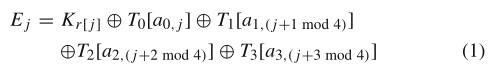 E_j = K_{r[j]} ⊕ T_0[a_{0,j}] ⊕ T_1[a_{1,(j+1 mod 4)}]
⊕T_2[a_{2,(j+2 mod 4)}] ⊕ T_3[a_{3,(j+3 mod 4)}] (1)